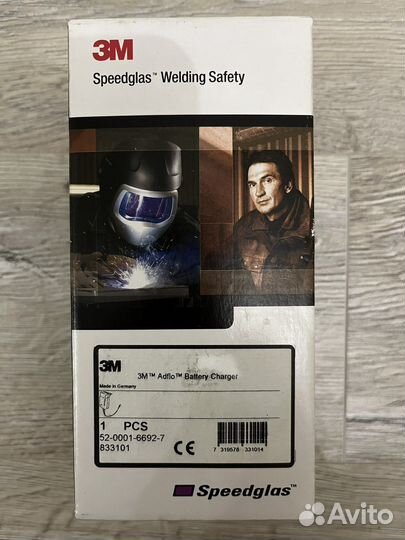 3M
Speedglas™ Welding Safety
3M
3M™ Adflo™ Battery Charger
Made in Germany
1 PCS
52-0001-6692-7
833101
CE
7 319578 331014
Speedglas™
Avito